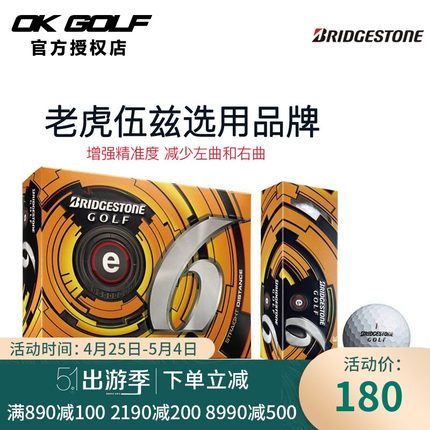 OK GOLF
官方授权店
BRIDGESTONE
老虎伍兹选用品牌
增强精准度 减少左曲和右曲
BRIDGESTONE
GOLF
e
6
STRAIGHT DISTANCE
BRIDGESTONE
GOLF
e
6
1
BRIDGESTONE
GOLF
活动时间：4月25日-5月4日
5.1出游季 下单立减
满890减100 2190减200 8990减500
活动价：
180